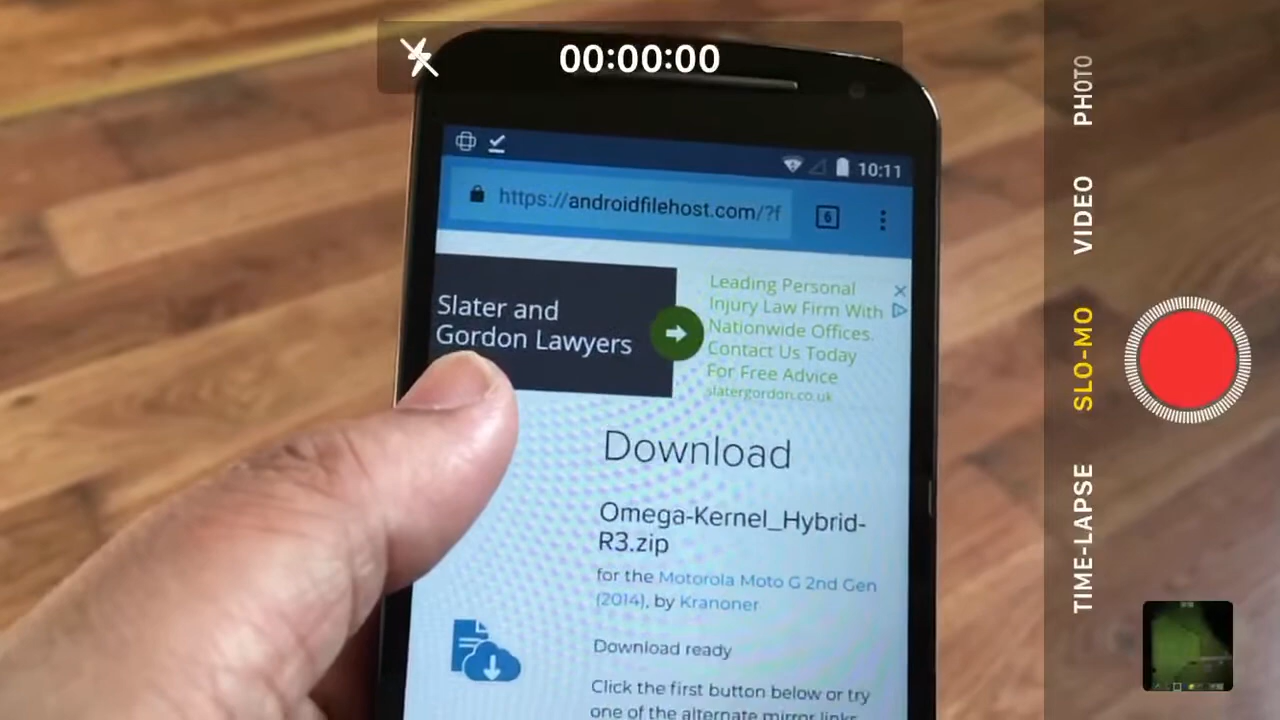 00:00:00
10:11
https://androidfilehost.com/?f
6
Slater and
Gordon Lawyers
Leading Personal
Injury Law Firm With
Nationwide Offices.
Contact Us Today
For Free Advice
slatergordon.co.uk
Download
Omega-Kernel_Hybrid-
R3.zip
for the Motorola Moto G 2nd Gen
(2014), by Kranoner
Download ready
Click the first button below or try
one of the alternate mirror links
PHOTO
VIDEO
SLO-MO
TIME-LAPSE